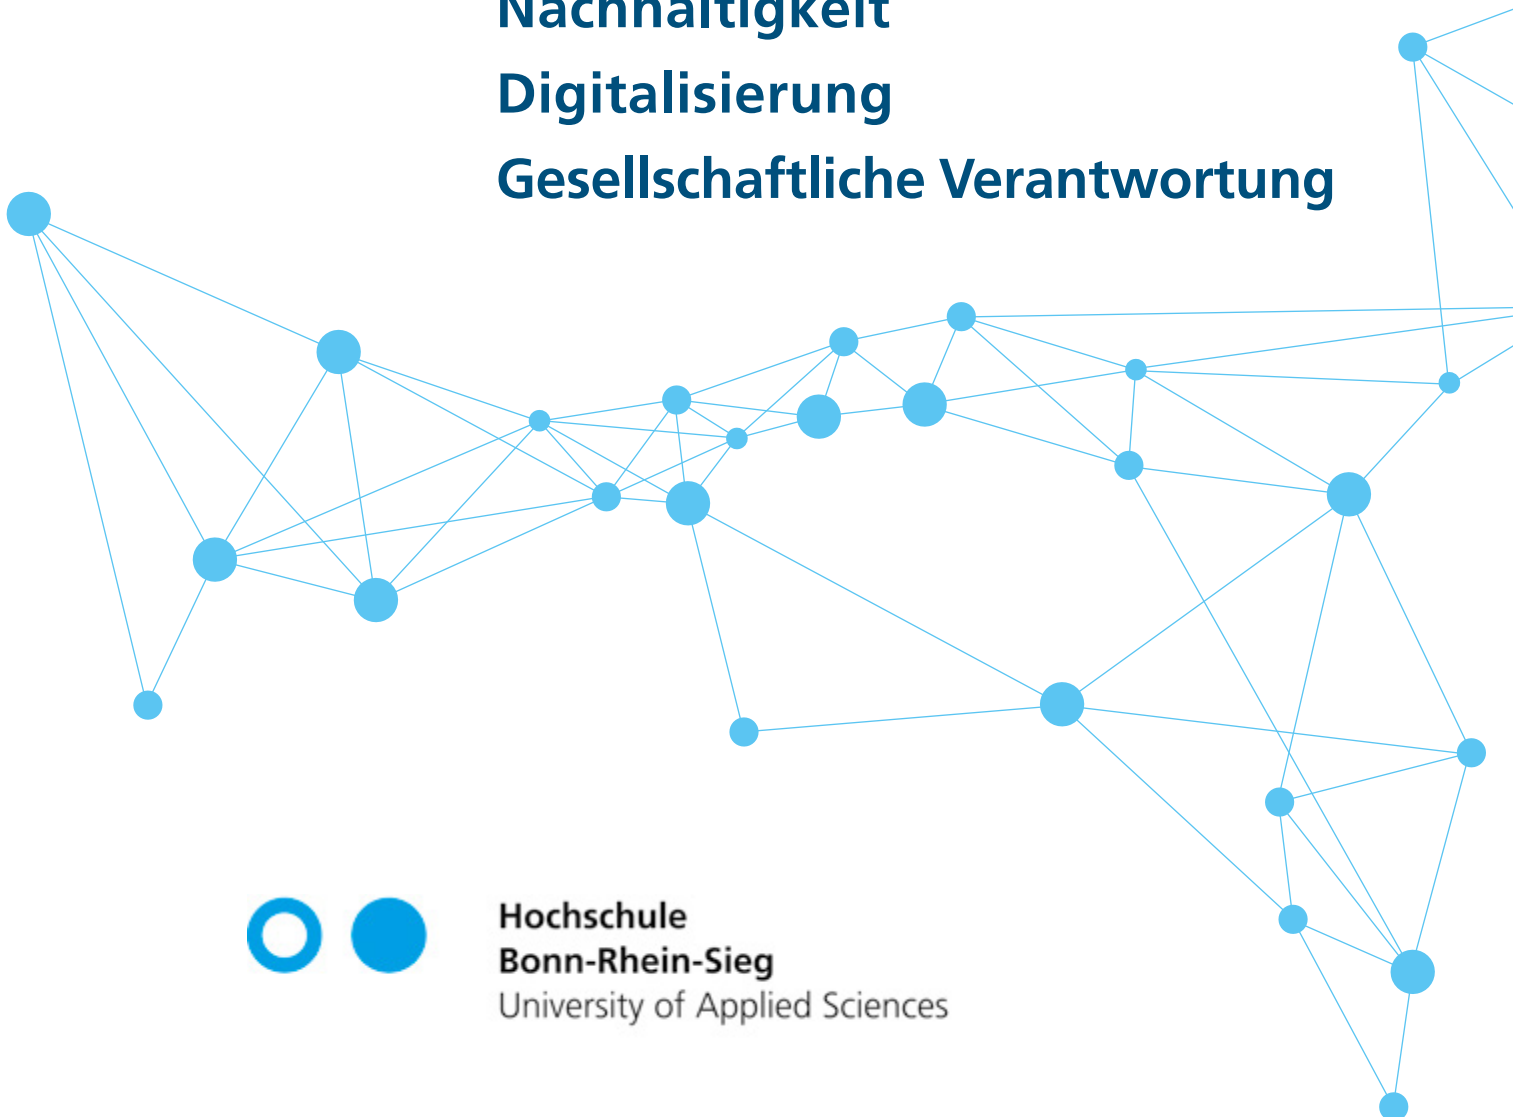 Nachhaltigkeit
Digitalisierung
Gesellschaftliche Verantwortung
Hochschule
Bonn-Rhein-Sieg
University of Applied Sciences